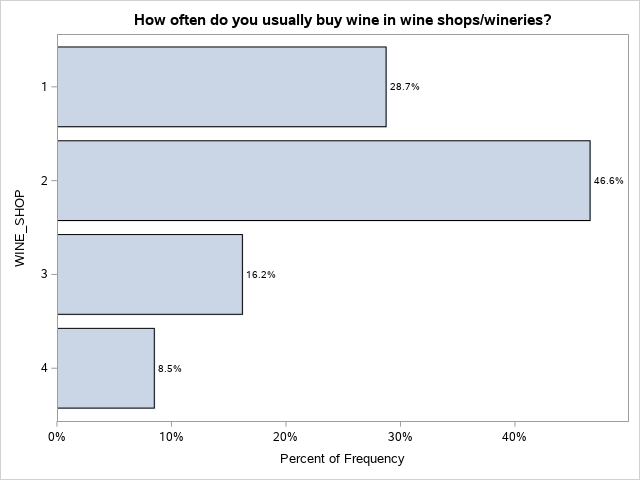 How often do you usually buy wine in wine shops/wineries?
WINE_SHOP
1
28.7%
2
46.6%
3
16.2%
4
8.5%
0% 10% 20% 30% 40%
Percent of Frequency